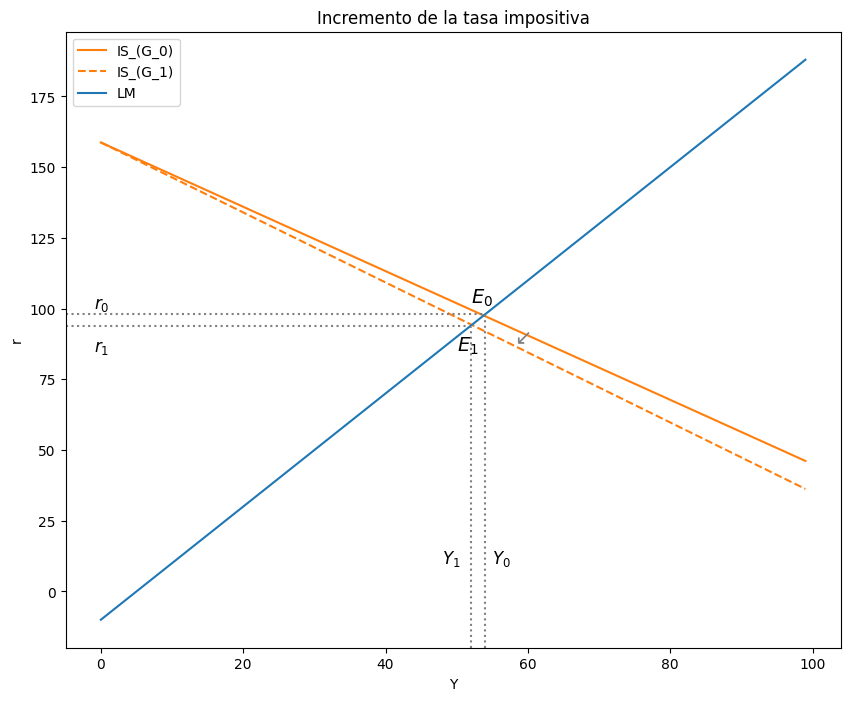 Incremento de la tasa impositiva
IS_(G_0)
IS_(G_1)
LM
175
150
125
100
75
50
25
0
r
r₀
r₁
E₀
E₁
Y₁ Y₀
0 20 40 60 80 100
Y